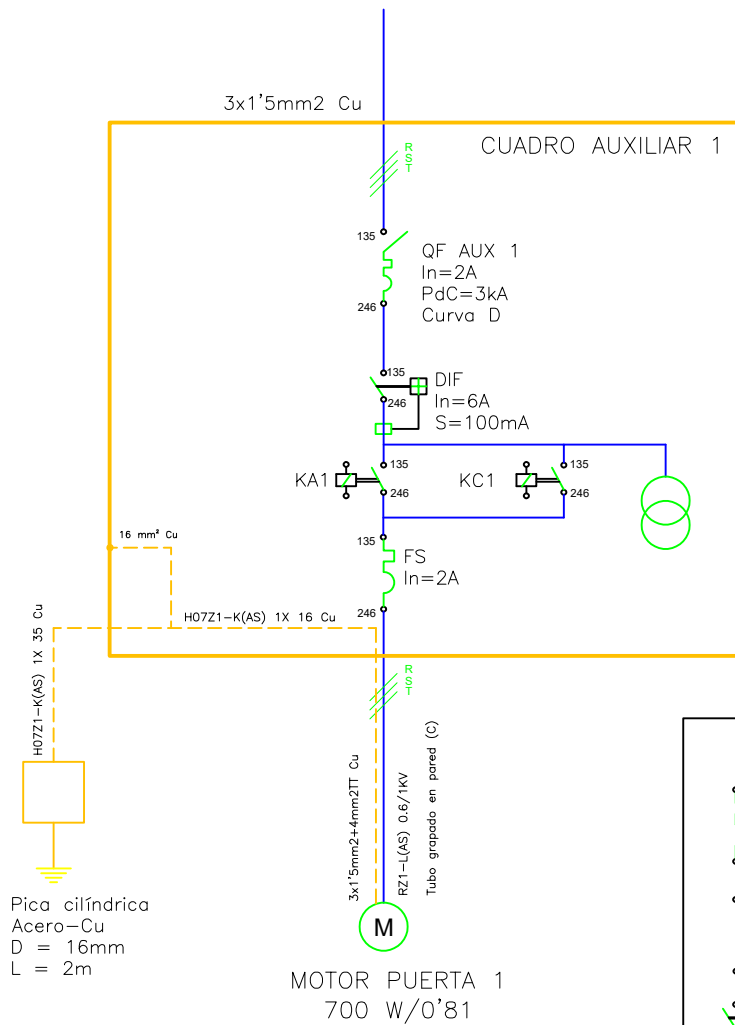 3x1'5mm2 Cu
CUADRO AUXILIAR 1
R
S
T
135
QF AUX 1
In=2A
PdC=3kA
Curva D
246
135
DIF
In=6A
S=100mA
246
KA1
135
246
KC1
135
246
16 mm² Cu
135
FS
In=2A
246
H07Z1-K(AS) 1X 16 Cu
H07Z1-K(AS) 1X 35 Cu
R
S
T
3x1'5mm2+4mm2TT Cu
RZ1-L(AS) 0.6/1KV
Tubo grapado en pared (C)
Pica cilíndrica
Acero-Cu
D = 16mm
L = 2m
M
MOTOR PUERTA 1
700 W/0'81